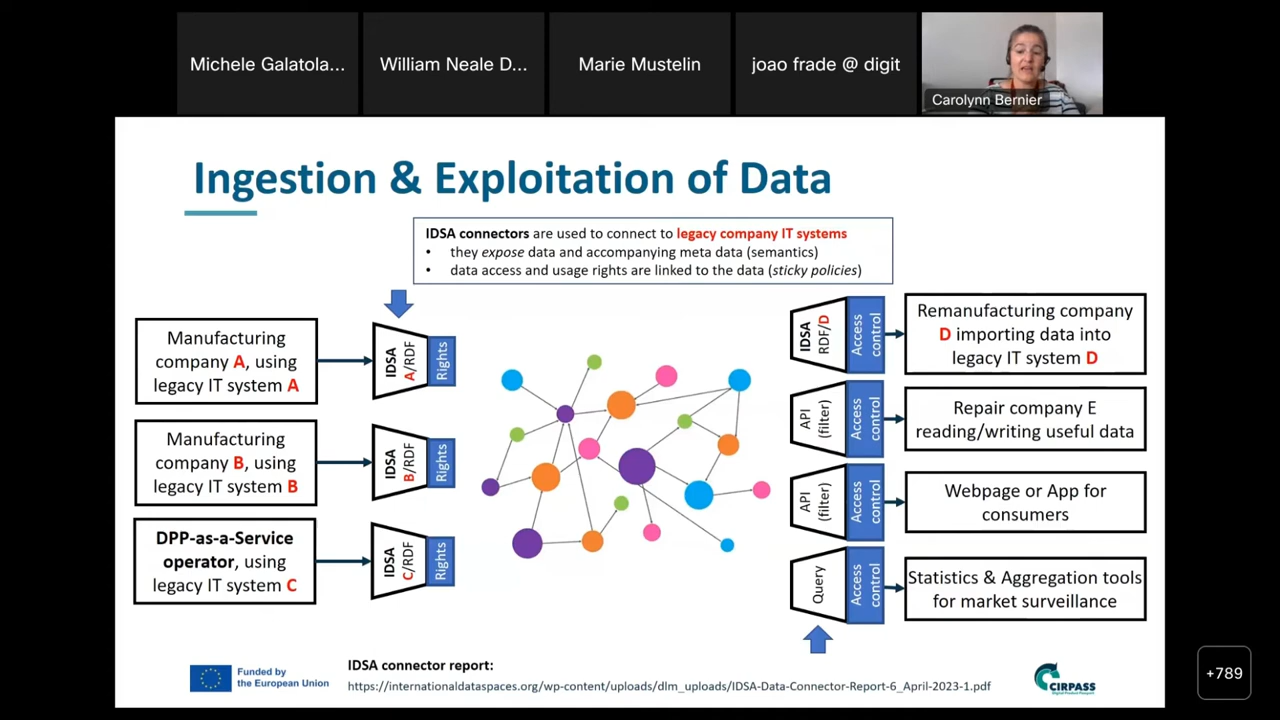 Michele Galatola...
William Neale D...
Marie Mustelin
joao frade @ digit
Carolynn Bernier
Ingestion & Exploitation of Data
IDSA connectors are used to connect to legacy company IT systems
• they expose data and accompanying meta data (semantics)
• data access and usage rights are linked to the data (sticky policies)
Manufacturing
company A, using
legacy IT system A
IDSA
A/RDF
Rights
Manufacturing
company B, using
legacy IT system B
IDSA
B/RDF
Rights
DPP-as-a-Service
operator, using
legacy IT system C
IDSA
C/RDF
Rights
IDSA
RDF/D
Access
control
Remanufacturing company
D importing data into
legacy IT system D
API
(filter)
Access
control
Repair company E
reading/writing useful data
API
(filter)
Access
control
Webpage or App for
consumers
Query
Access
control
Statistics & Aggregation tools
for market surveillance
Funded by
the European Union
IDSA connector report:
https://internationaldataspaces.org/wp-content/uploads/dlm_uploads/IDSA-Data-Connector-Report-6_April-2023-1.pdf
CIRPASS
Digital Product Passport
+789